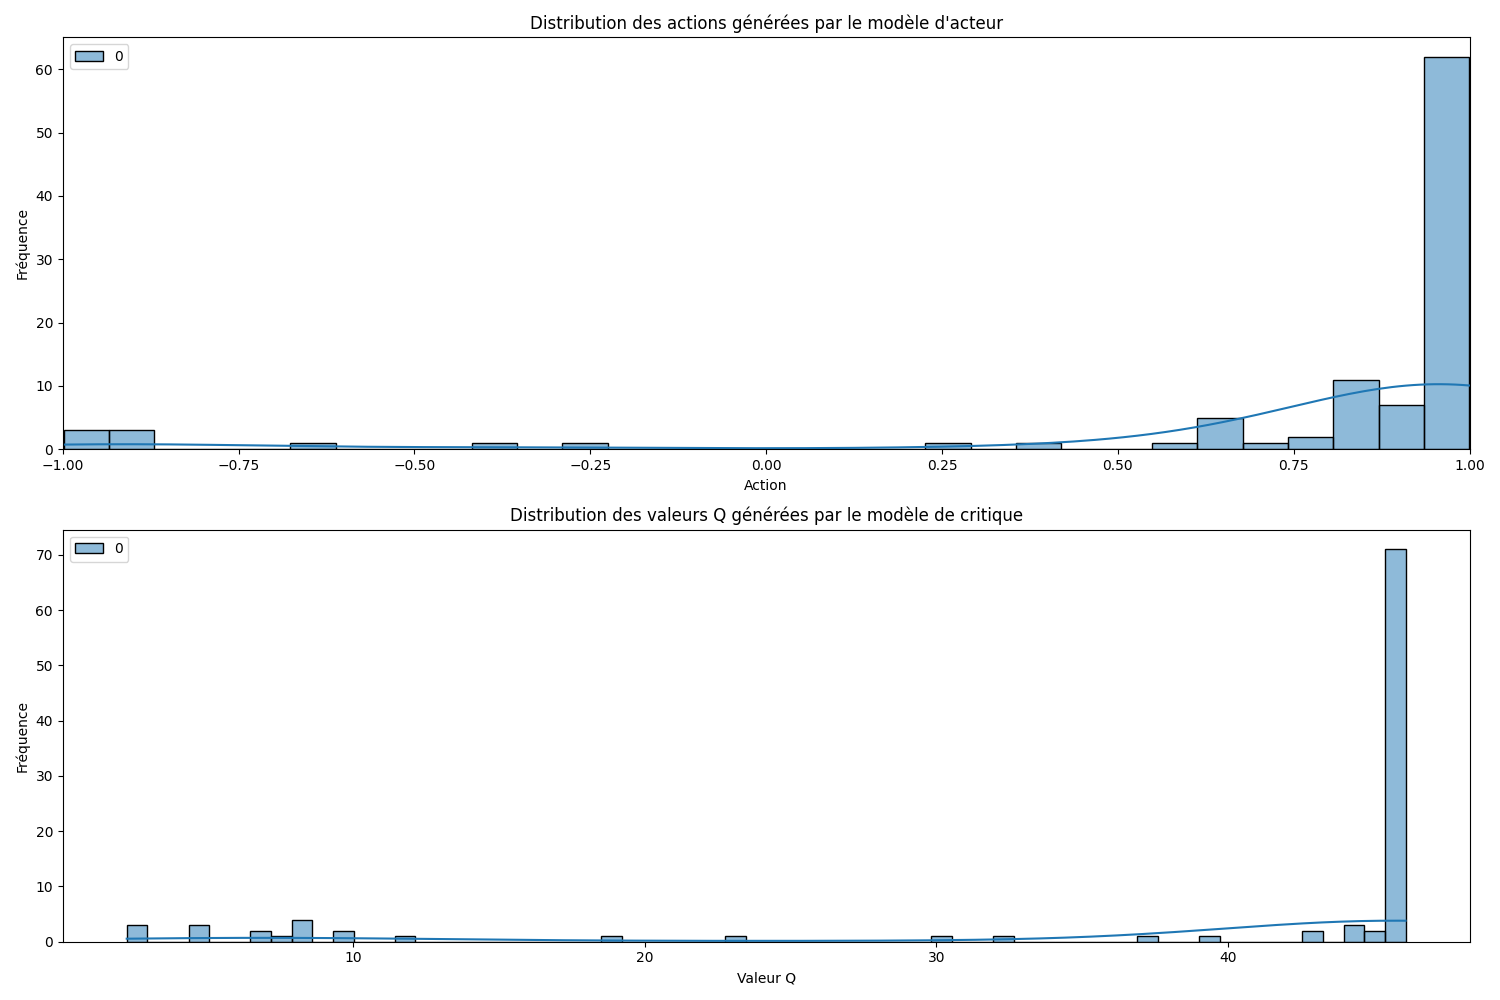 Distribution des actions générées par le modèle d'acteur
0
60
50
40
30
20
10
0
Fréquence
−1.00 −0.75 −0.50 −0.25 0.00 0.25 0.50 0.75 1.00
Action
Distribution des valeurs Q générées par le modèle de critique
0
70
60
50
40
30
20
10
0
Fréquence
10 20 30 40
Valeur Q